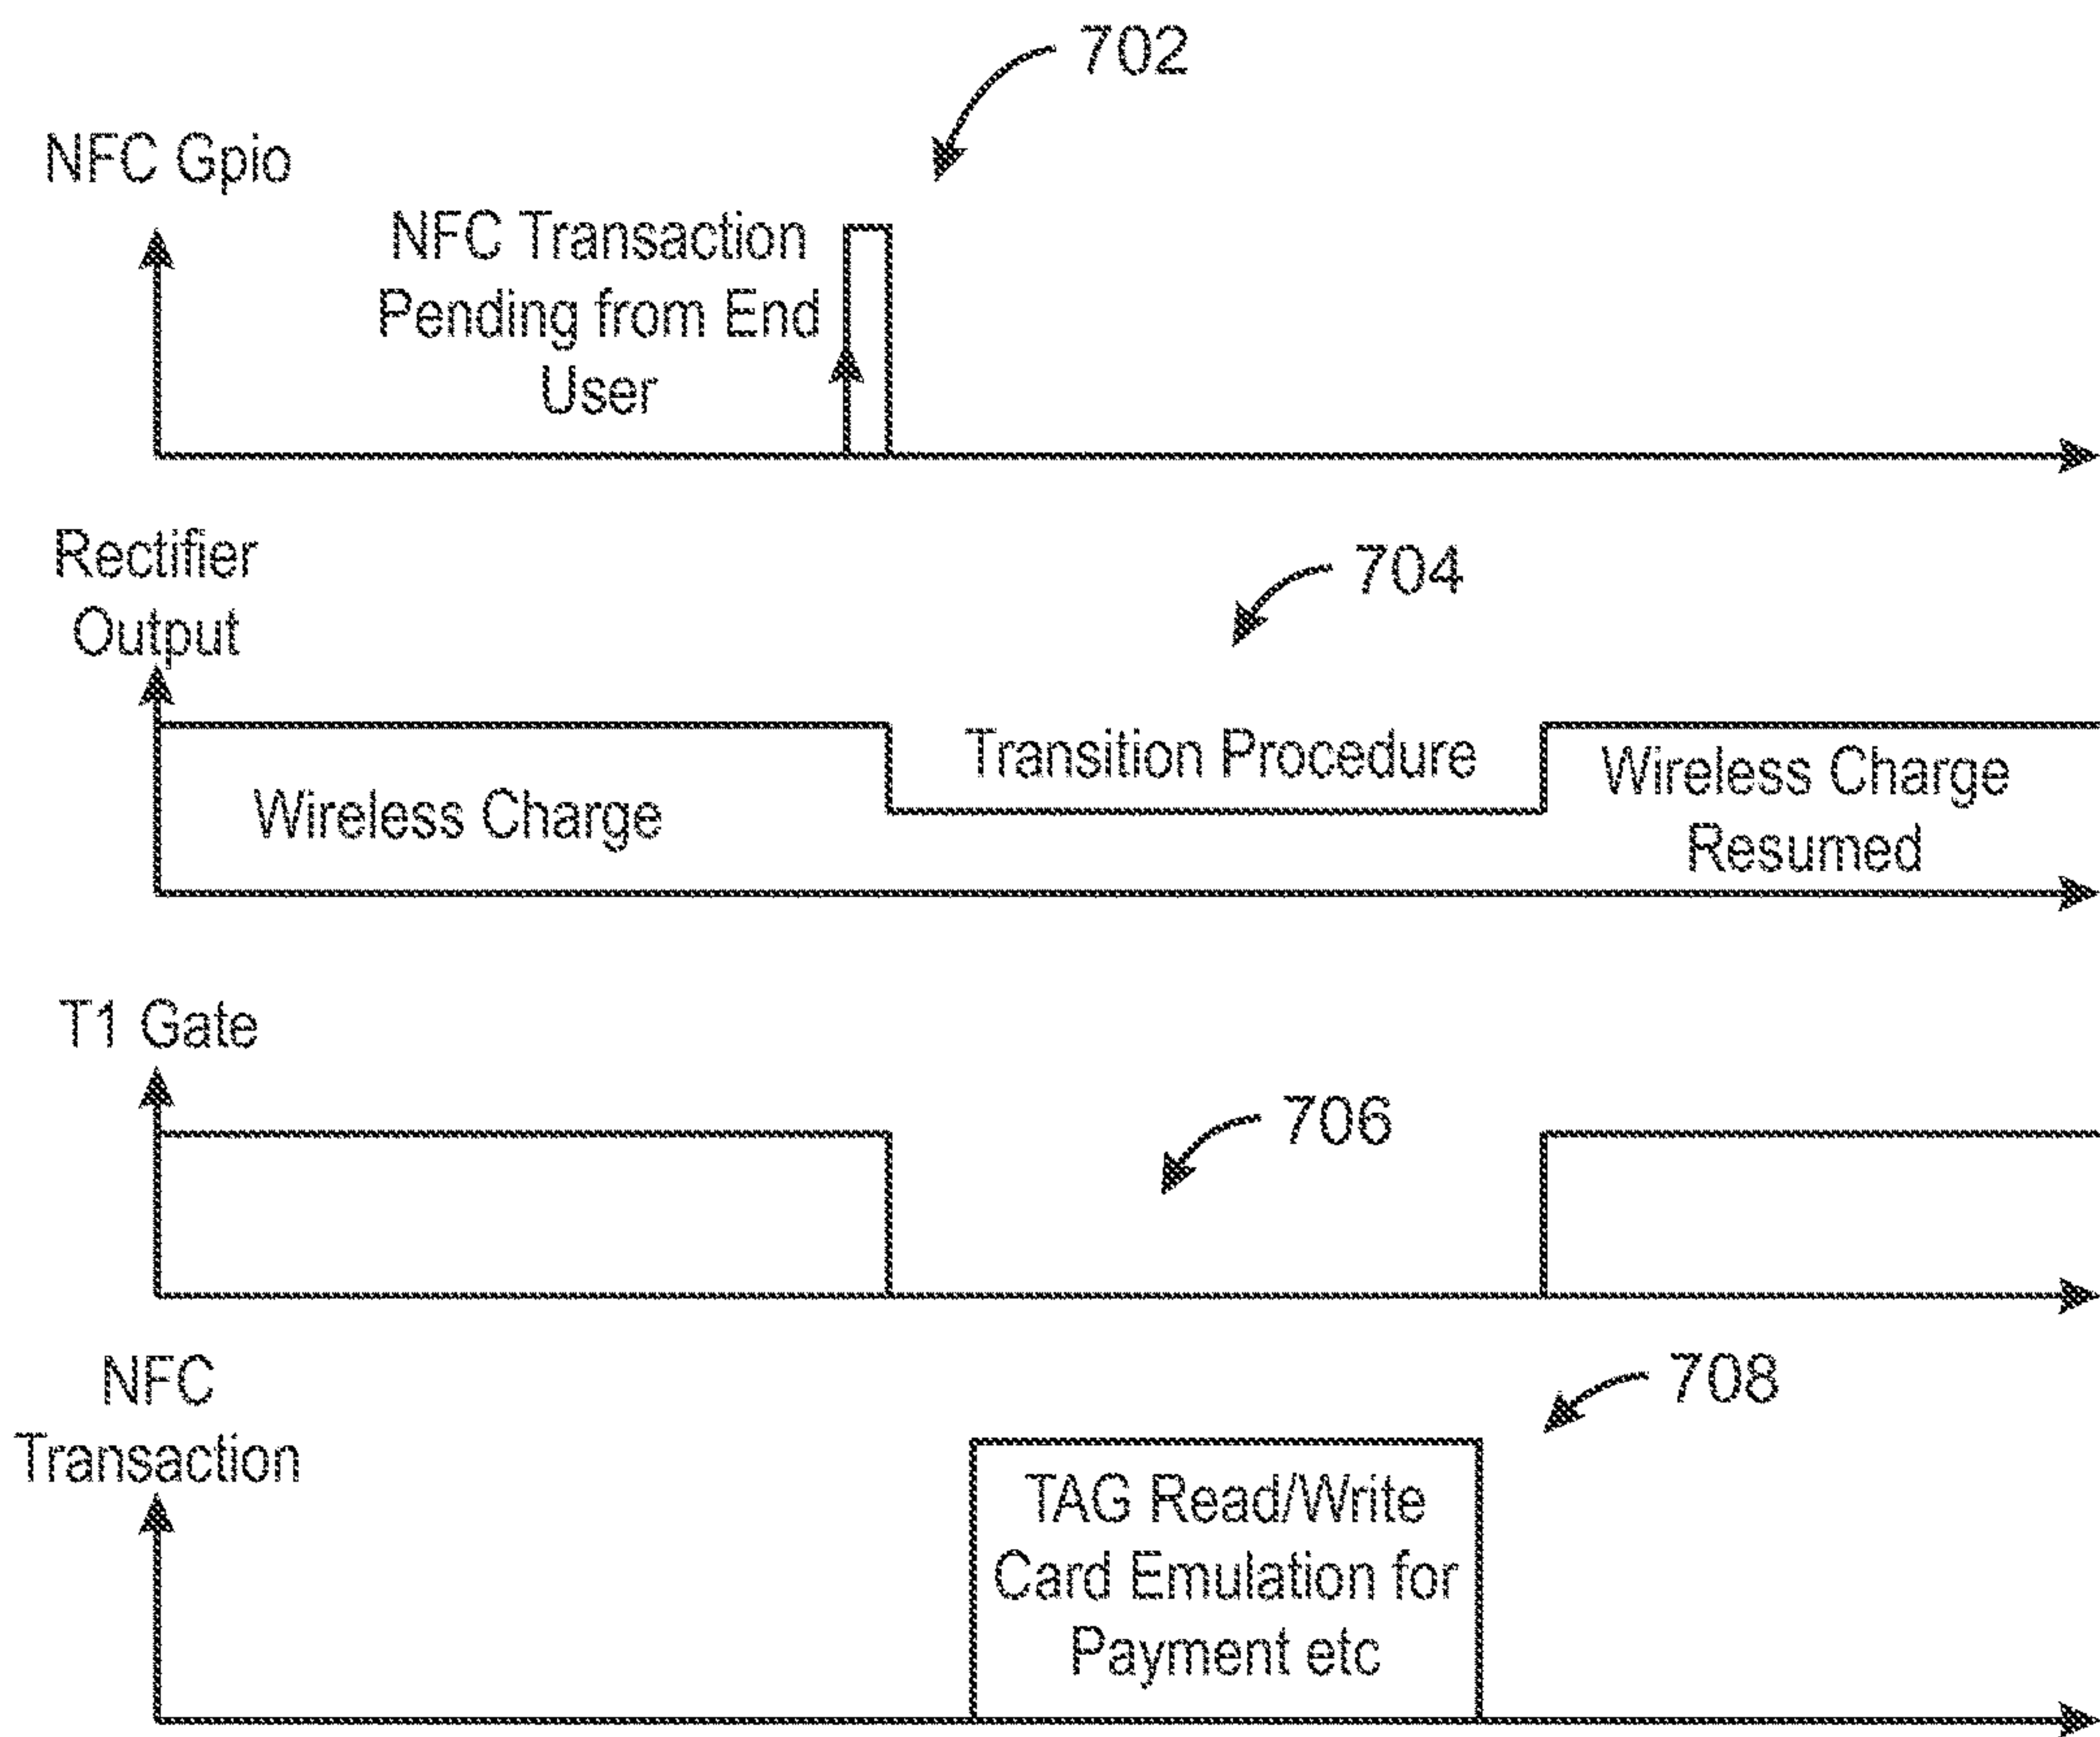 702
NFC Gpio
NFC Transaction
Pending from End
User
Rectifier
Output
704
Transition Procedure
Wireless Charge
Wireless Charge
Resumed
T1 Gate
706
NFC
Transaction
708
TAG Read/Write
Card Emulation for
Payment etc